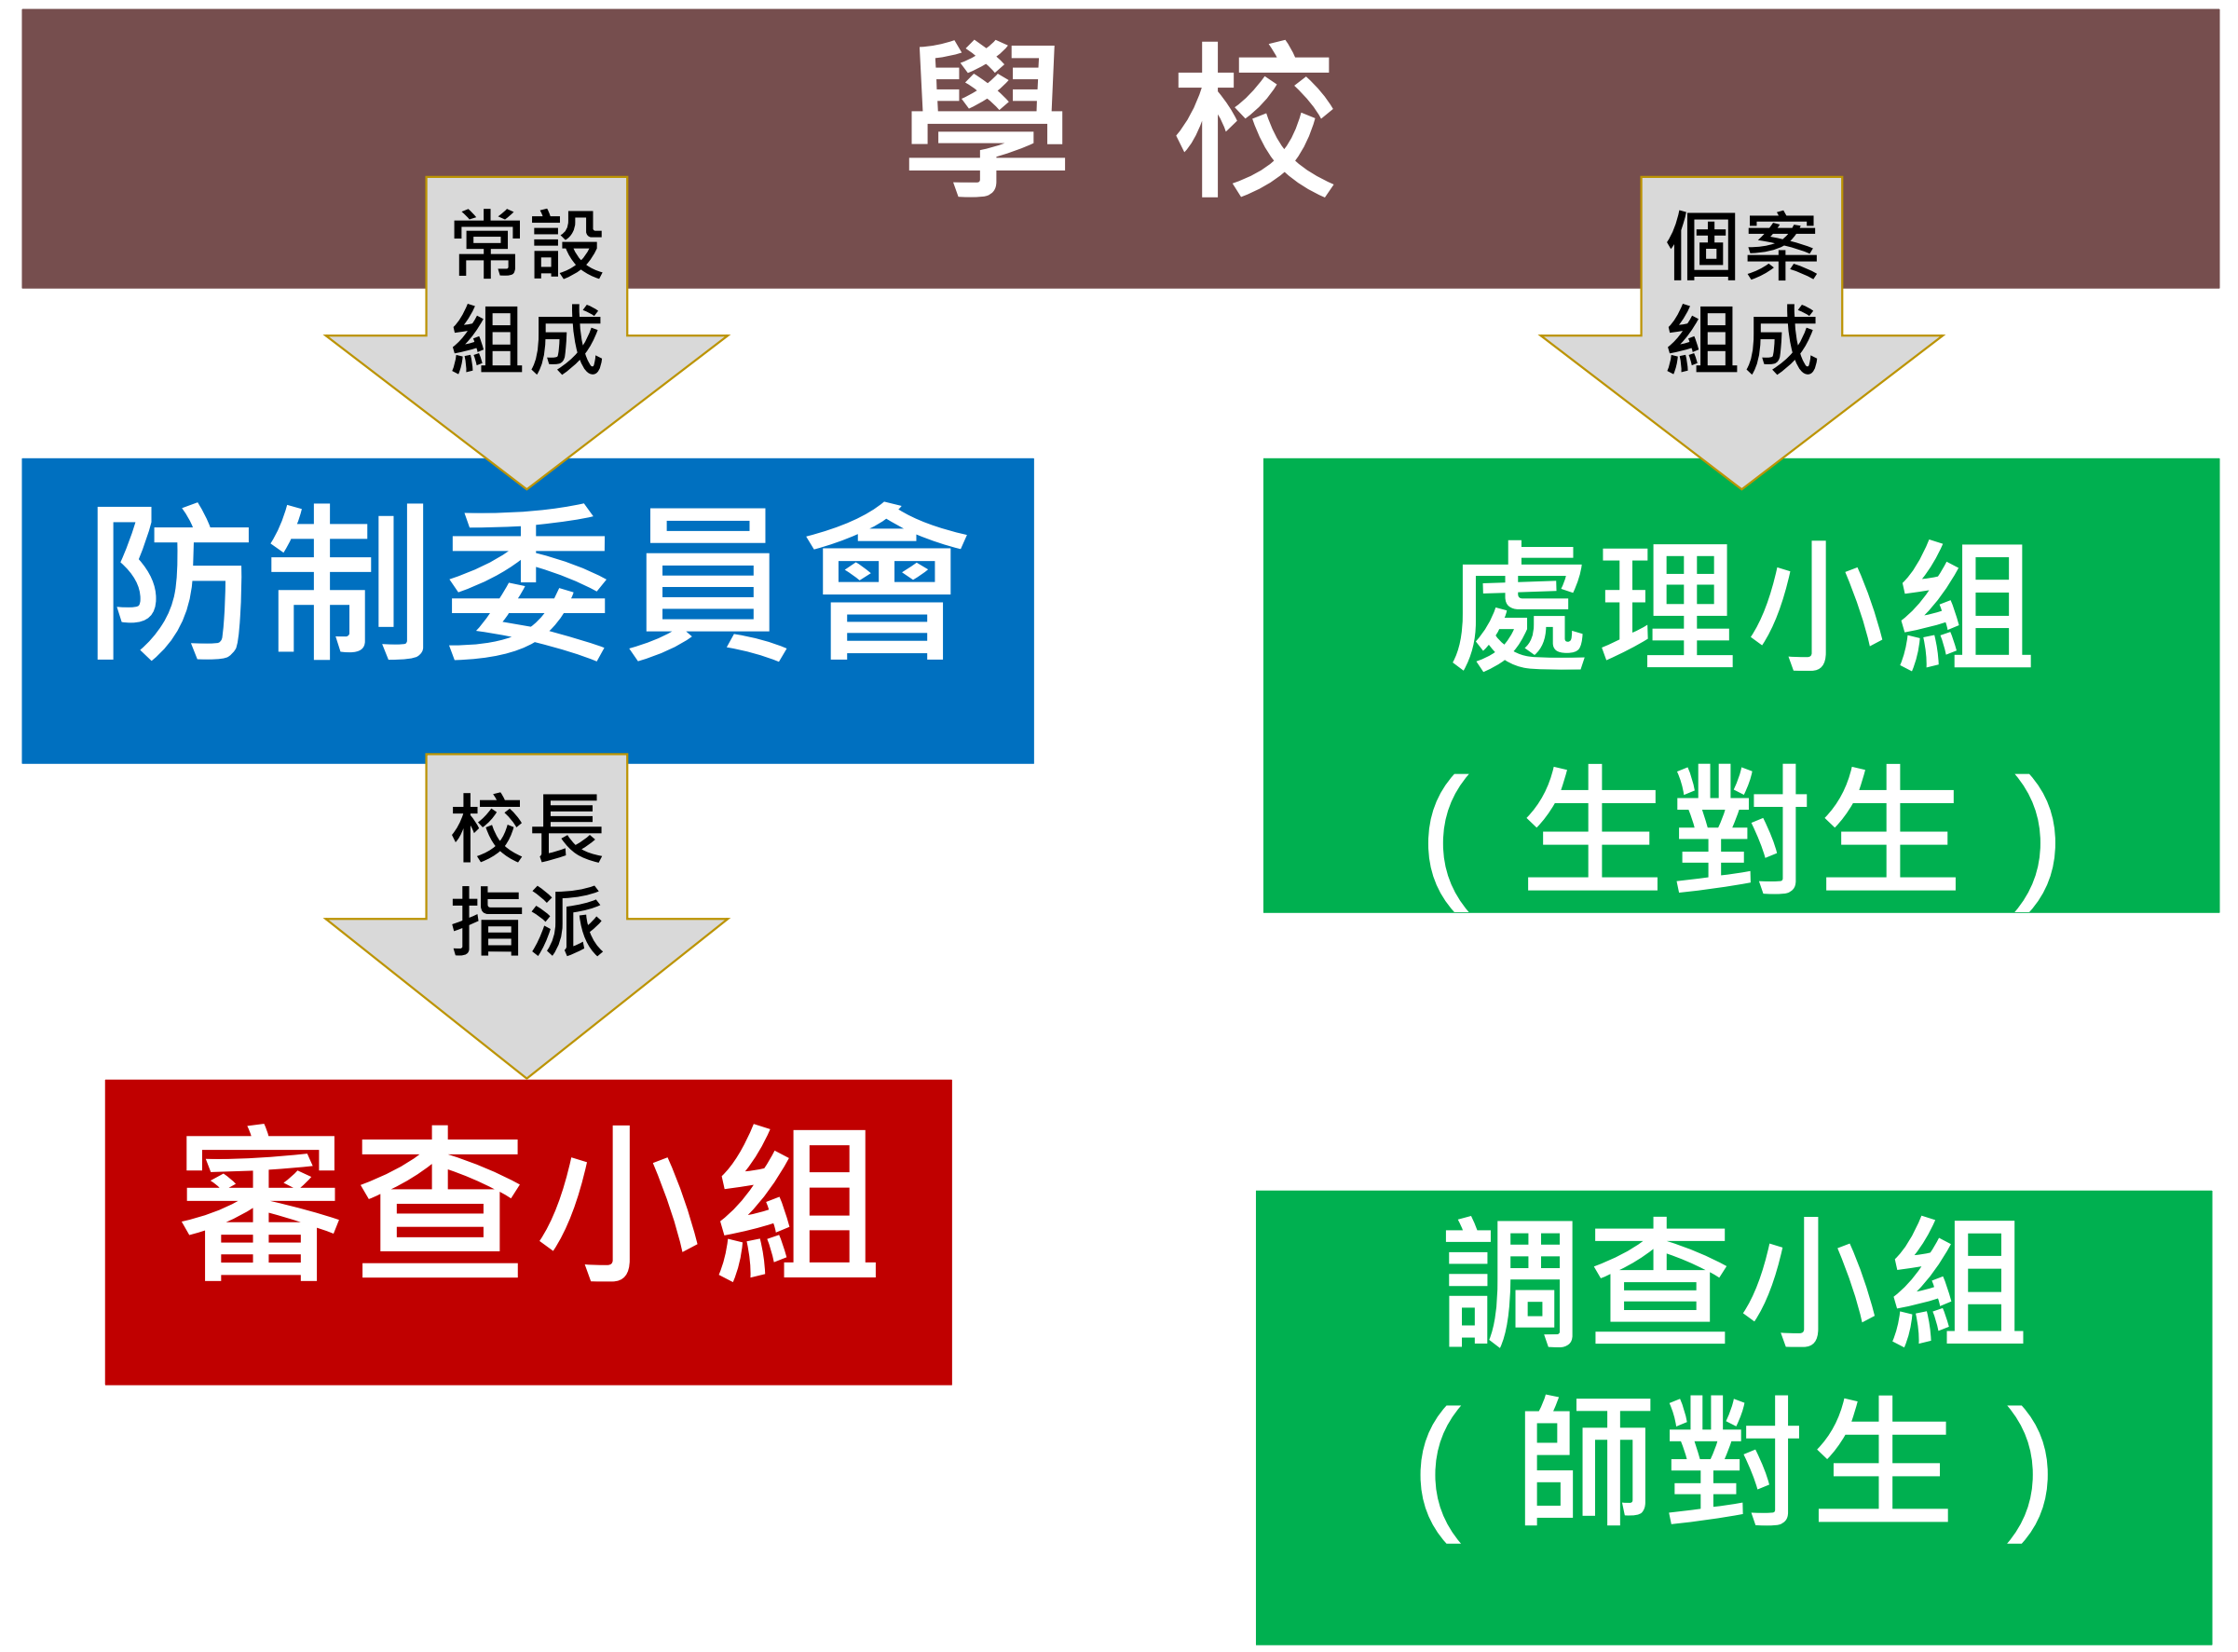 學 校
常設
組成
個案
組成
防制委員會
處理小組
（生對生）
校長
指派
審查小組
調查小組
（師對生）